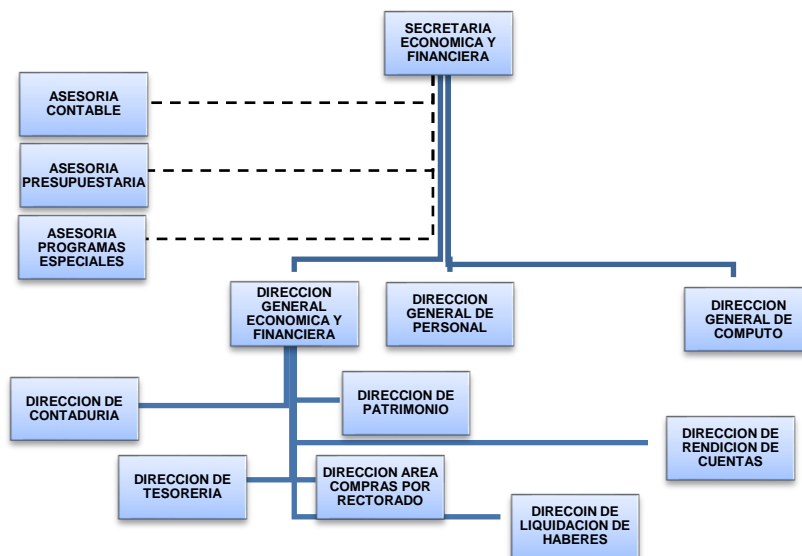 SECRETARIA
ECONOMICA Y
FINANCIERA
ASESORIA
CONTABLE
ASESORIA
PRESUPUESTARIA
ASESORIA
PROGRAMAS
ESPECIALES
DIRECCION
GENERAL
ECONOMICA Y
FINANCIERA
DIRECCION
GENERAL DE
PERSONAL
DIRECCION
GENERAL DE
COMPUTO
DIRECCION DE
CONTADURIA
DIRECCION DE
PATRIMONIO
DIRECCION DE
RENDICION DE
CUENTAS
DIRECCION DE
TESORERIA
DIRECCION AREA
COMPRAS POR
RECTORADO
DIRECOIN DE
LIQUIDACION DE
HABERES